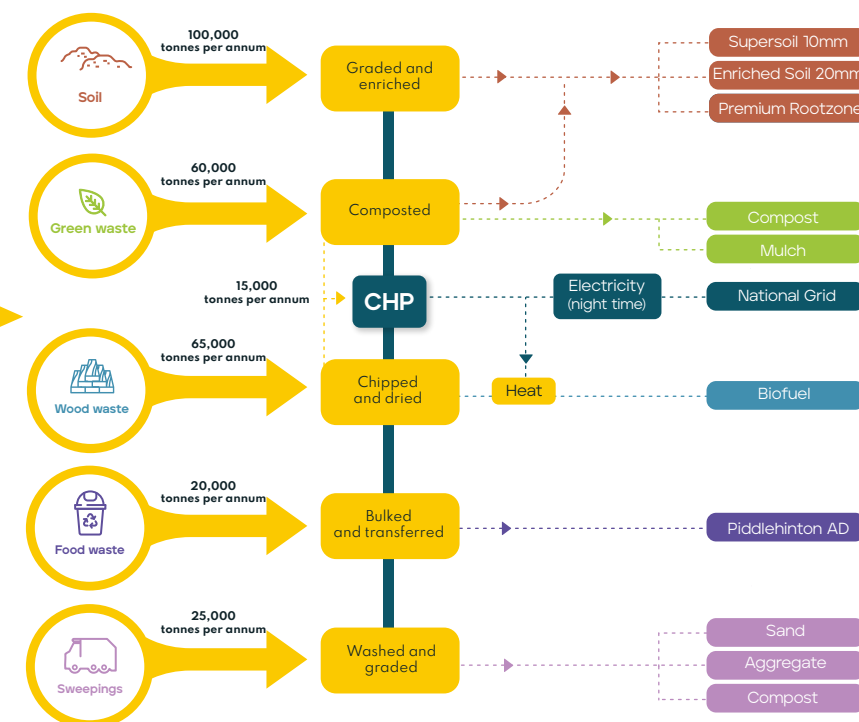 100,000
tonnes per annum
Soil
Graded and
enriched
Supersoil 10mm
Enriched Soil 20mm
Premium Rootzone
60,000
tonnes per annum
Green waste
Composted
Compost
Mulch
15,000
tonnes per annum
CHP
Electricity
(night time)
National Grid
65,000
tonnes per annum
Wood waste
Chipped
and dried
Heat
Biofuel
20,000
tonnes per annum
Food waste
Bulked
and transferred
Piddlehinton AD
25,000
tonnes per annum
Sweepings
Washed and
graded
Sand
Aggregate
Compost